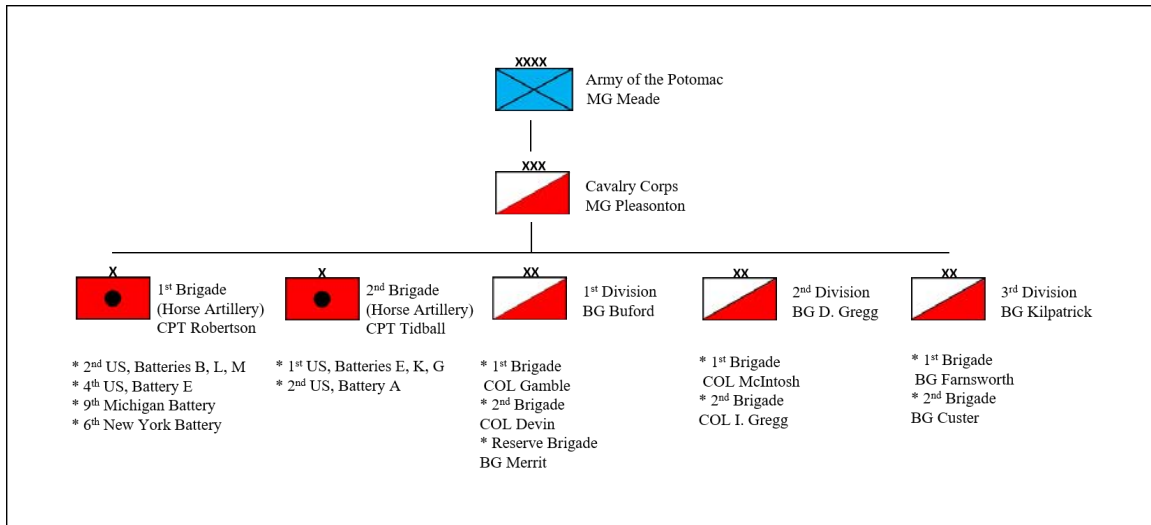 XXXX
Army of the Potomac
MG Meade
XXX
Cavalry Corps
MG Pleasonton
X
1st Brigade
(Horse Artillery)
CPT Robertson
X
2nd Brigade
(Horse Artillery)
CPT Tidball
XX
1st Division
BG Buford
XX
2nd Division
BG D. Gregg
XX
3rd Division
BG Kilpatrick
* 2nd US, Batteries B, L, M
* 4th US, Battery E
* 9th Michigan Battery
* 6th New York Battery
* 1st US, Batteries E, K, G
* 2nd US, Battery A
* 1st Brigade
COL Gamble
* 2nd Brigade
COL Devin
* Reserve Brigade
BG Merrit
* 1st Brigade
COL McIntosh
* 2nd Brigade
COL I. Gregg
* 1st Brigade
BG Farnsworth
* 2nd Brigade
BG Custer